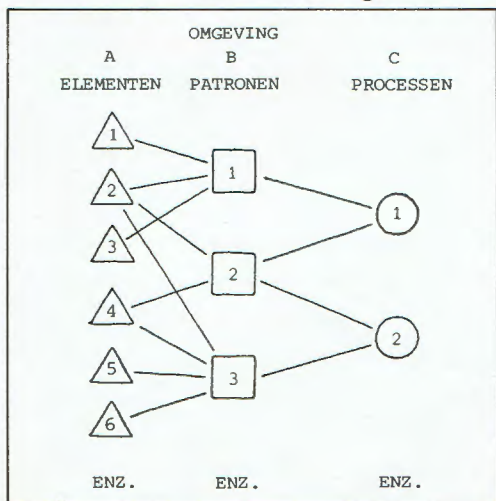 OMGEVING
A B C
ELEMENTEN PATRONEN PROCESSEN
1
1
2
1
3
2
4
2
5
3
6
ENZ. ENZ. ENZ.